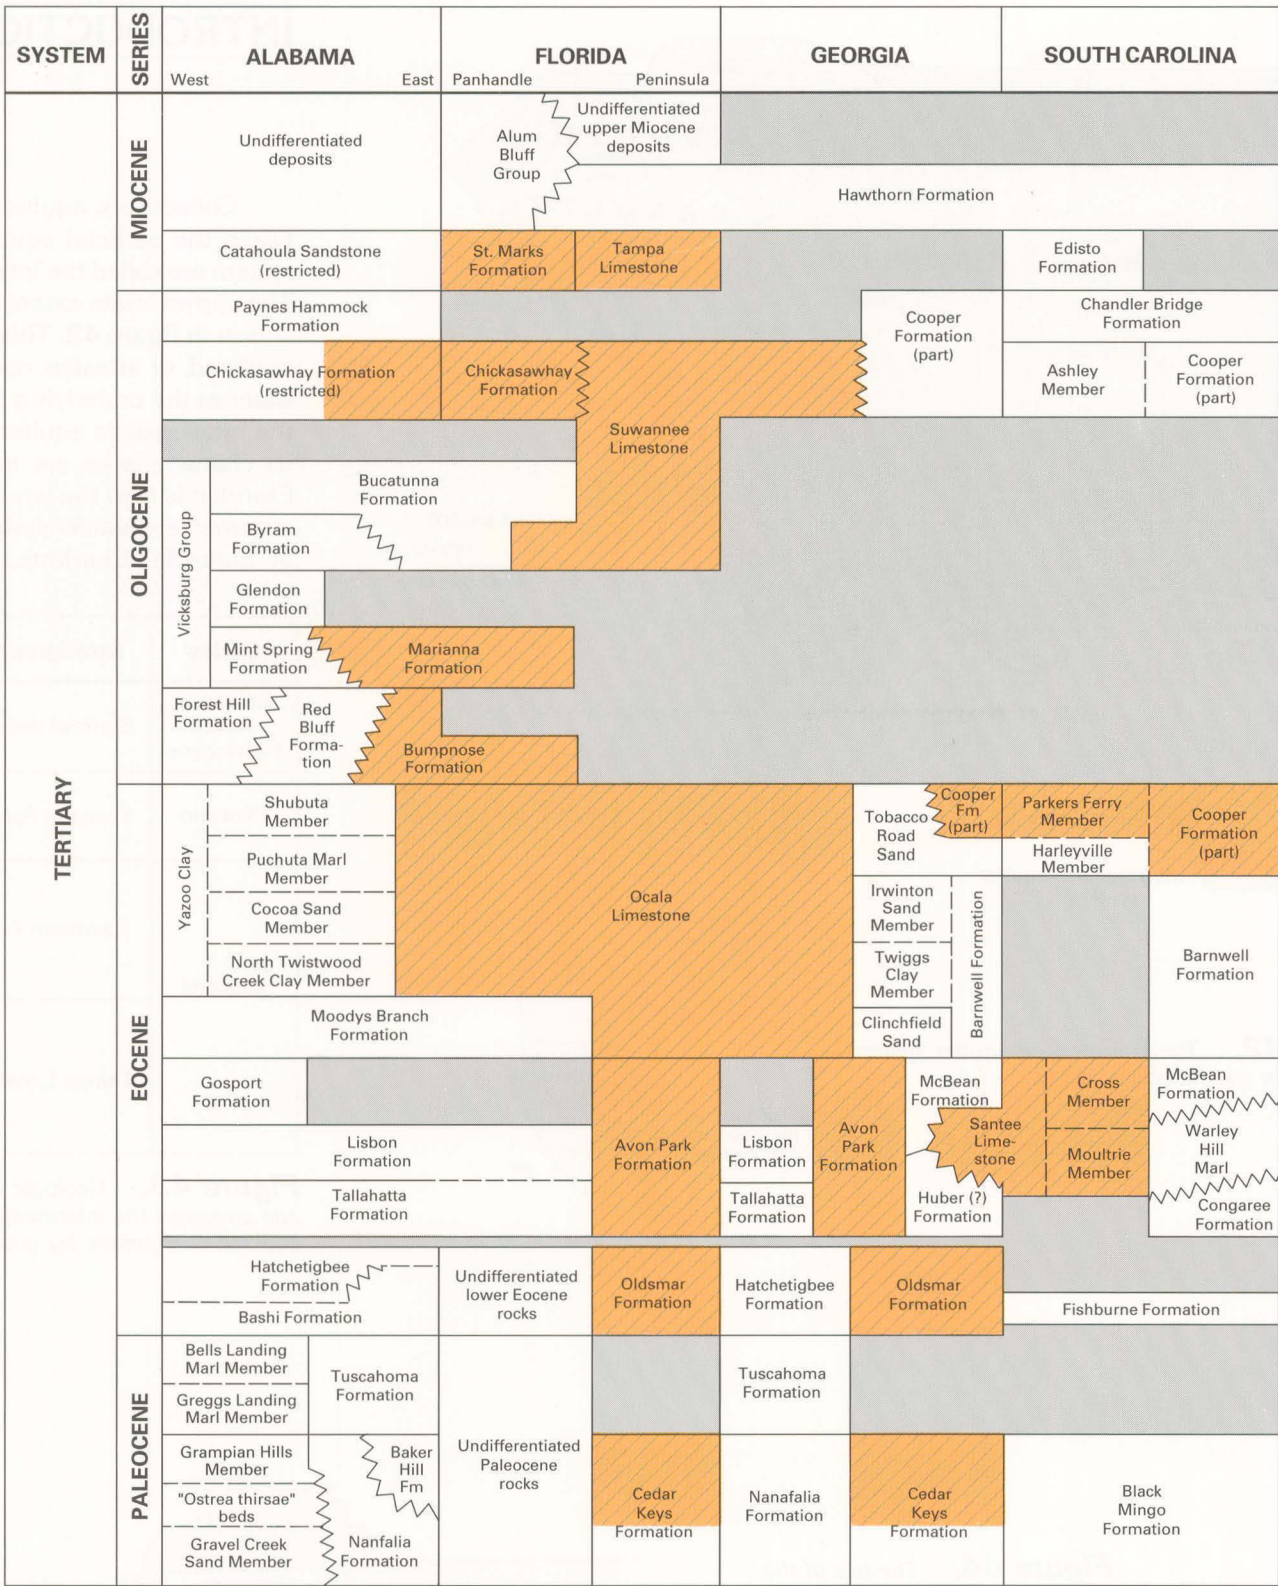 SYSTEM
SERIES
ALABAMA
West
East
FLORIDA
Panhandle
Peninsula
GEORGIA
SOUTH CAROLINA
TERTIARY
MIOCENE
Undifferentiated
deposits
Alum
Bluff
Group
Undifferentiated
upper Miocene
deposits
Hawthorn Formation
Catahoula Sandstone
(restricted)
St. Marks
Formation
Tampa
Limestone
Edisto
Formation
OLIGOCENE
Paynes Hammock
Formation
Cooper
Formation
(part)
Chandler Bridge
Formation
Chickasawhay Formation
(restricted)
Chickasawhay
Formation
Suwannee
Limestone
Ashley
Member
Cooper
Formation
(part)
Vicksburg Group
Bucatunna
Formation
Byram
Formation
Glendon
Formation
Mint Spring
Formation
Marianna
Formation
Forest Hill
Formation
Red
Bluff
Forma-
tion
Bumpnose
Formation
EOCENE
Yazoo Clay
Shubuta
Member
Puchuta Marl
Member
Cocoa Sand
Member
North Twistwood
Creek Clay Member
Ocala
Limestone
Tobacco
Road
Sand
Cooper
Fm
(part)
Parkers Ferry
Member
Harleyville
Member
Cooper
Formation
(part)
Irwinton
Sand
Member
Twiggs
Clay
Member
Clinchfield
Sand
Barnwell Formation
Barnwell
Formation
Moodys Branch
Formation
Gosport
Formation
Lisbon
Formation
Tallahatta
Formation
Avon Park
Formation
Lisbon
Formation
Tallahatta
Formation
Avon
Park
Formation
McBean
Formation
Santee
Lime-
stone
Huber (?)
Formation
Cross
Member
Moultrie
Member
McBean
Formation
Warley
Hill
Marl
Congaree
Formation
Hatchetigbee
Formation
Bashi Formation
Undifferentiated
lower Eocene
rocks
Oldsmar
Formation
Hatchetigbee
Formation
Oldsmar
Formation
Fishburne Formation
PALEOCENE
Bells Landing
Marl Member
Greggs Landing
Marl Member
Tuscahoma
Formation
Tuscahoma
Formation
Grampian Hills
Member
"Ostrea thirsae"
beds
Gravel Creek
Sand Member
Baker
Hill
Fm
Nanfalia
Formation
Undifferentiated
Paleocene
rocks
Cedar
Keys
Formation
Nanafalia
Formation
Cedar
Keys
Formation
Black
Mingo
Formation